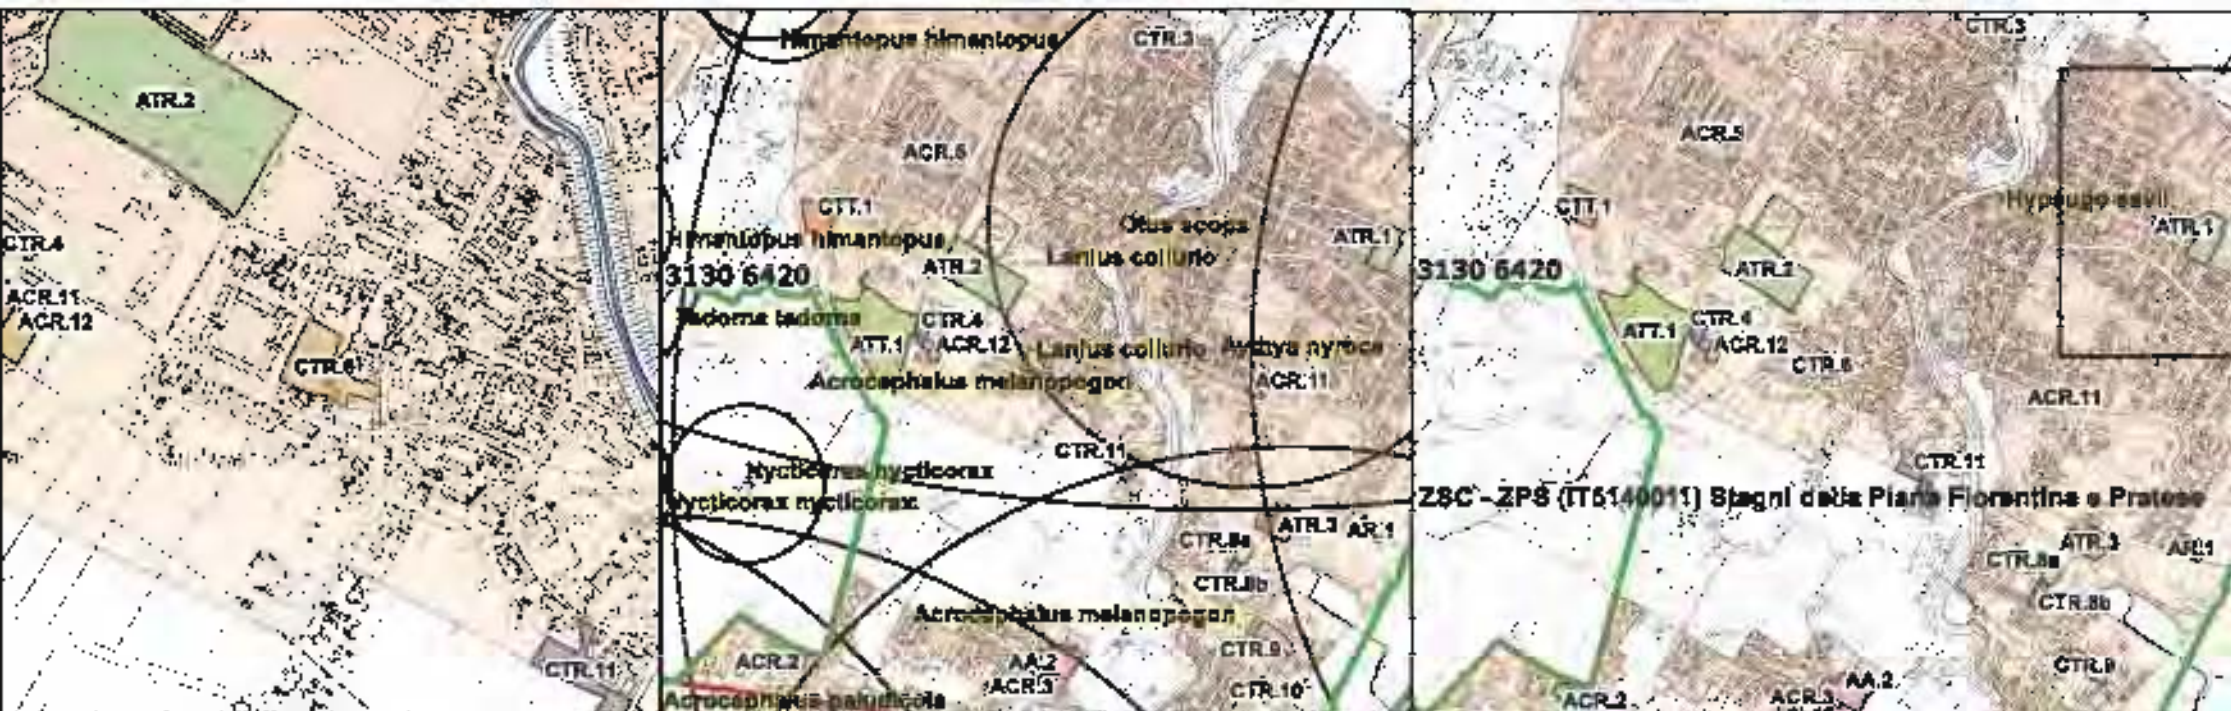 ATR.2
CTR.4
ACR.11
ACR.12
CTR.6
CTR.11
Himantopus himantopus
CTR.3
ACR.5
CTT.1
Himantopus himantopus,
Otus scops
Lanius collurio
ATR.1
3130 6420
ATR.2
Tadorna tadorna
CTR.4
ATT.1
ACR.12
Lanius collurio
Aythya nyroca
Acrocephalus melanopogon
ACR.11
CTR.11
Nycticorax nycticorax
Nycticorax nycticorax
ATR.3
AR.1
CTR.8a
CTR.8b
Acrocephalus melanopogon
ACR.2
AA.2
ACR.3
CTR.9
CTR.10
Acrocephalus paludicola
CTR.3
ACR.5
CTT.1
Hypsugo savii
ATR.1
3130 6420
ATR.2
ATT.1
CTR.4
ACR.12
CTR.6
ACR.11
CTR.11
ZSC - ZPS (IT5140011) Stagni della Piana Fiorentina e Pratese
CTR.8a
ATR.3
AR.1
CTR.8b
CTR.9
ACR.2
ACR.3
AA.2